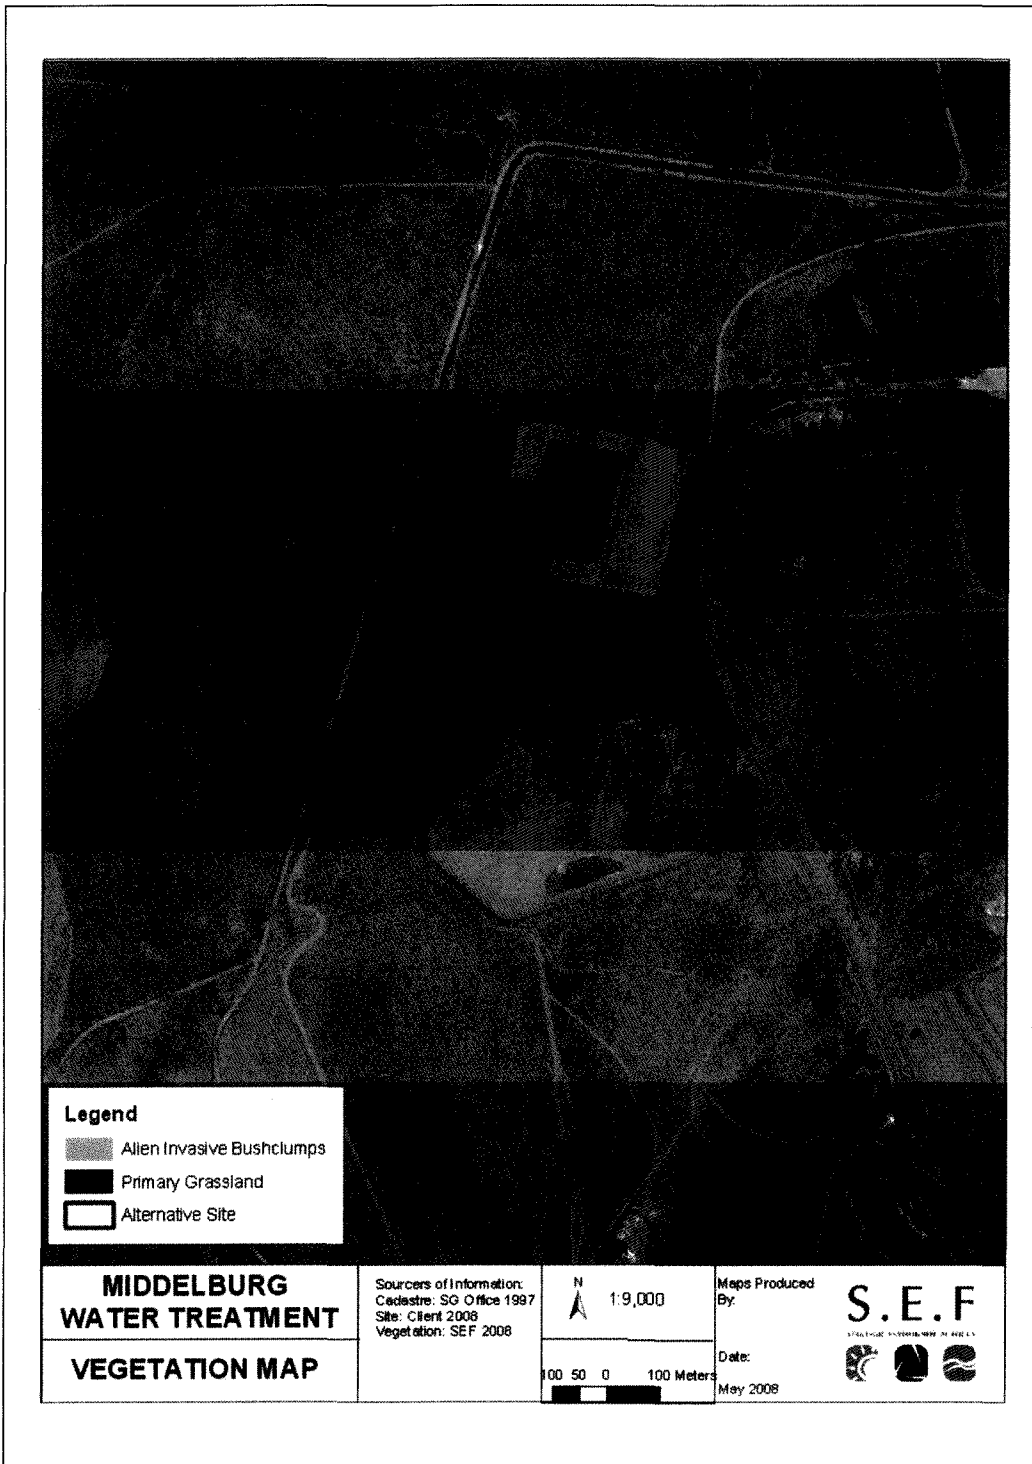 Legend
Alien Invasive Bushclumps
Primary Grassland
Alternative Site
MIDDELBURG
WATER TREATMENT
VEGETATION MAP
Sourcers of Information:
Cadastre: SG Office 1997
Site: Client 2008
Vegetation: SEF 2008
N
1:9,000
100 50 0 100 Meters
Maps Produced
By:
S.E.F
Date:
May 2008